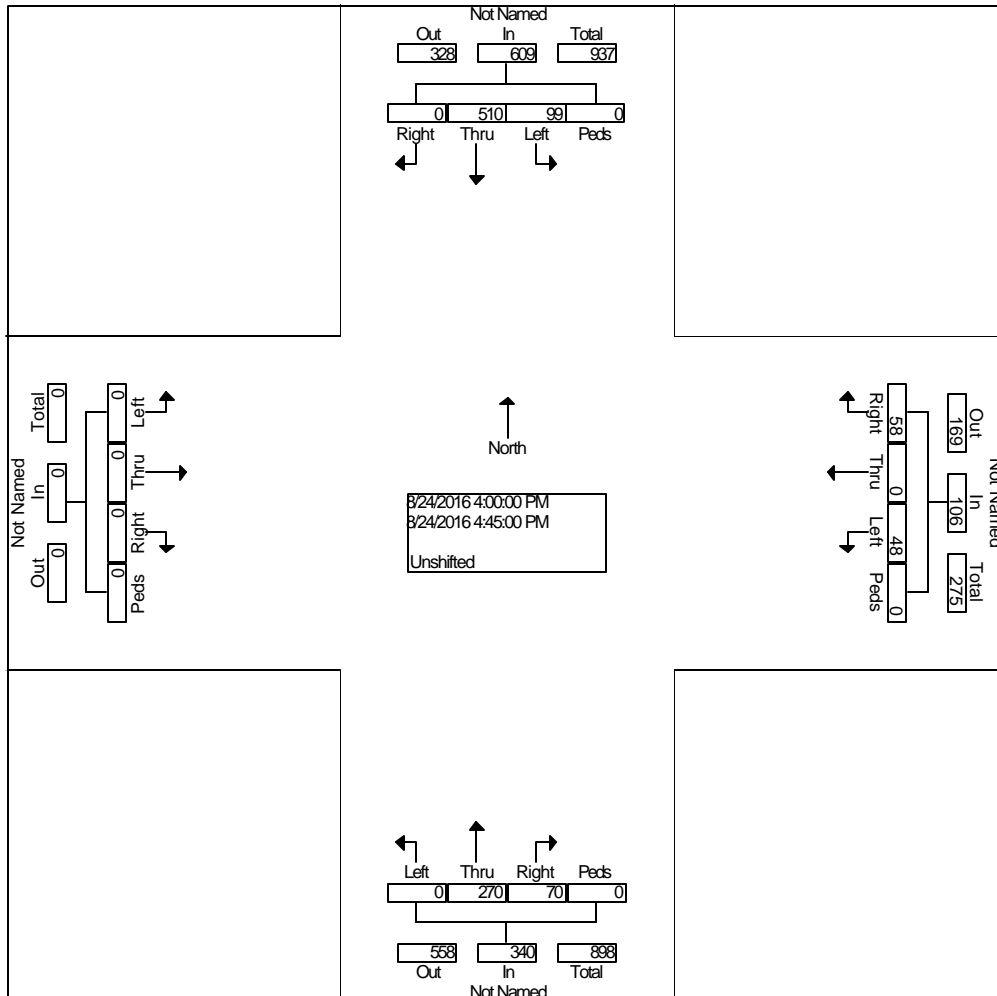 Not Named
Out In Total
328 609 937
0 510 99 0
Right Thru Left Peds
Total 0
In 0
Out 0
Not Named
0 Left
0 Thru
0 Right
0 Peds
North
8/24/2016 4:00:00 PM
8/24/2016 4:45:00 PM
Unshifted
Right 58
Thru 0
Left 48
Peds 0
Out 169
In 106
Total 275
Not Named
Left Thru Right Peds
0 270 70 0
558 340 898
Out In Total
Not Named